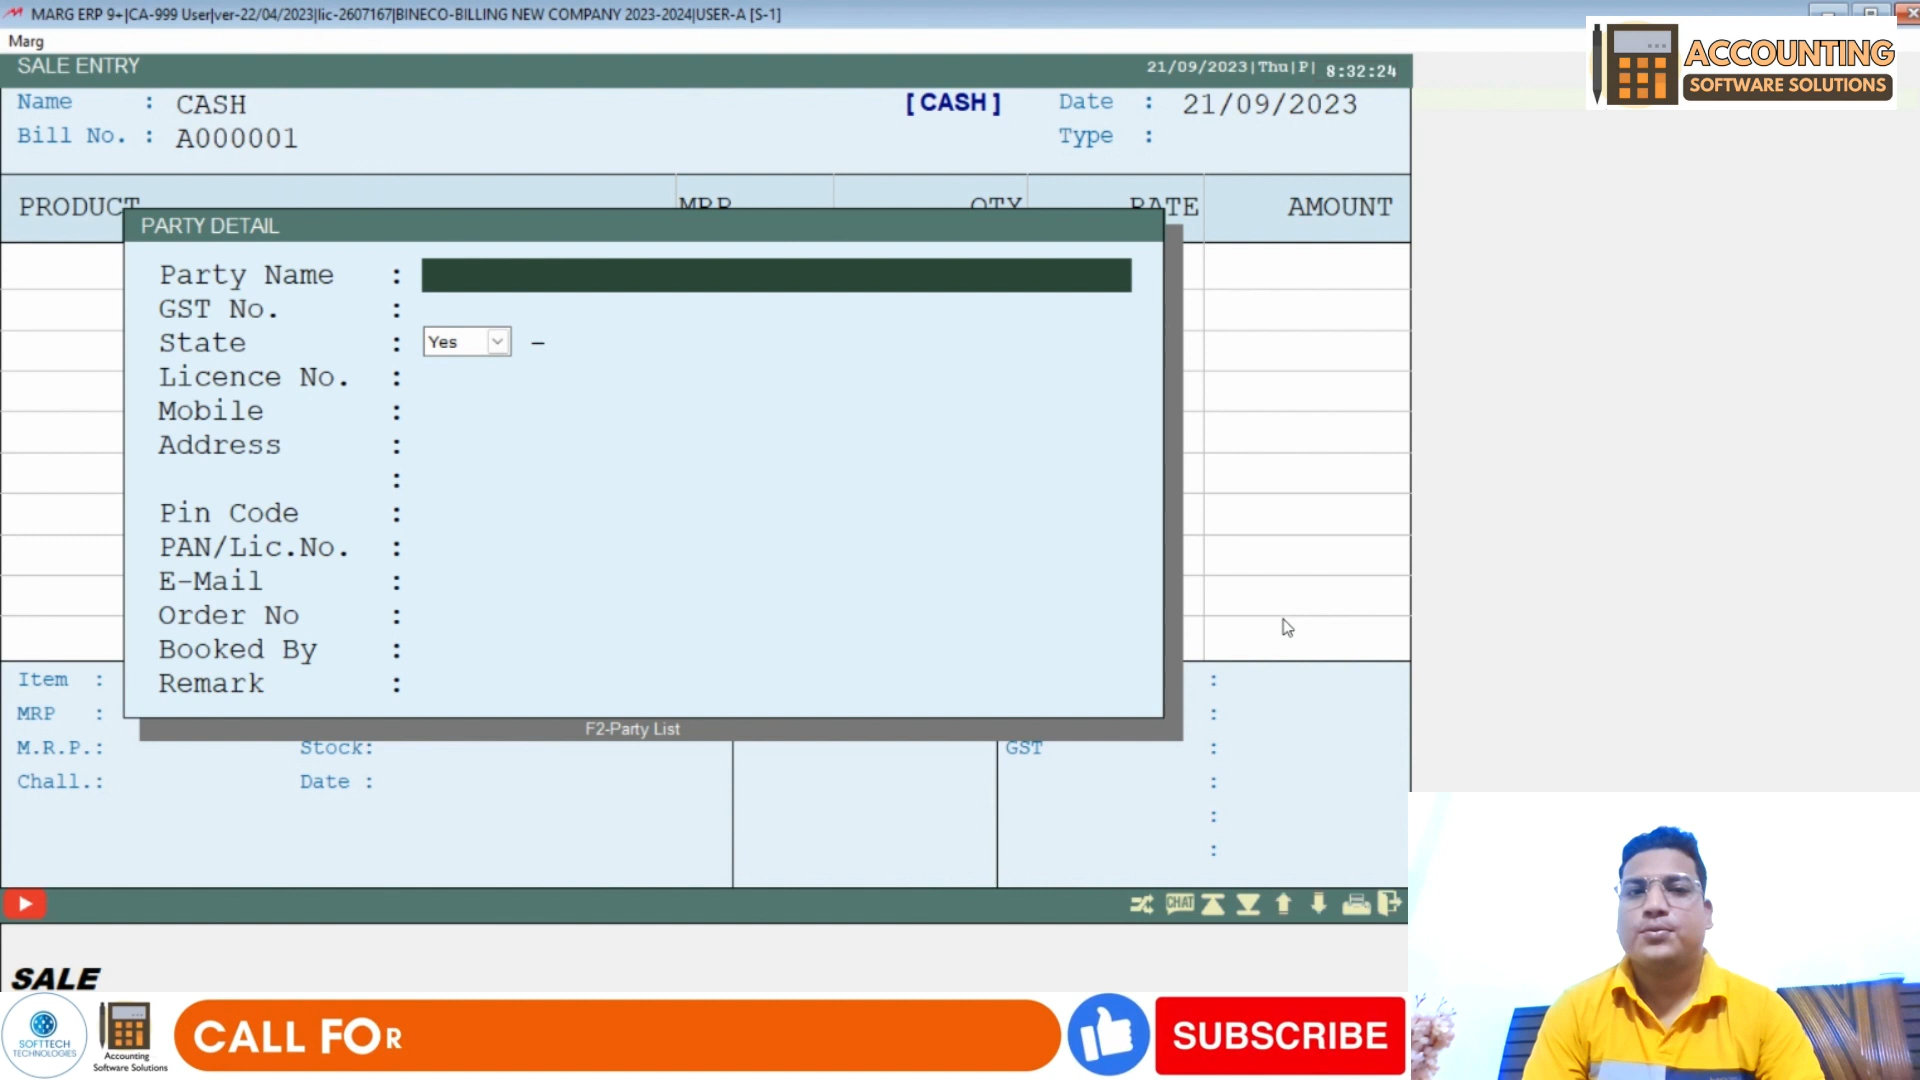 MARG ERP 9+|CA-999 User|ver-22/04/2023|lic-2607167|BINECO-BILLING NEW COMPANY 2023-2024|USER-A [S-1]
Marg
ACCOUNTING
SOFTWARE SOLUTIONS
SALE ENTRY
21/09/2023|Thu|P| 8:32:24
Name : CASH [ CASH ] Date : 21/09/2023
Bill No. : A000001 Type :
PRODUCT MRP QTY RATE AMOUNT
PARTY DETAIL
Party Name :
GST No. :
State : Yes –
Licence No. :
Mobile :
Address :
:
Pin Code :
PAN/Lic.No. :
E-Mail :
Order No :
Booked By :
Remark :
F2-Party List
Item : :
MRP : :
M.R.P.: Stock: GST :
Chall.: Date : :
:
:
CHAT
SALE
SOFTTECH
TECHNOLOGIES
Accounting
Software Solutions
CALL FOR
SUBSCRIBE